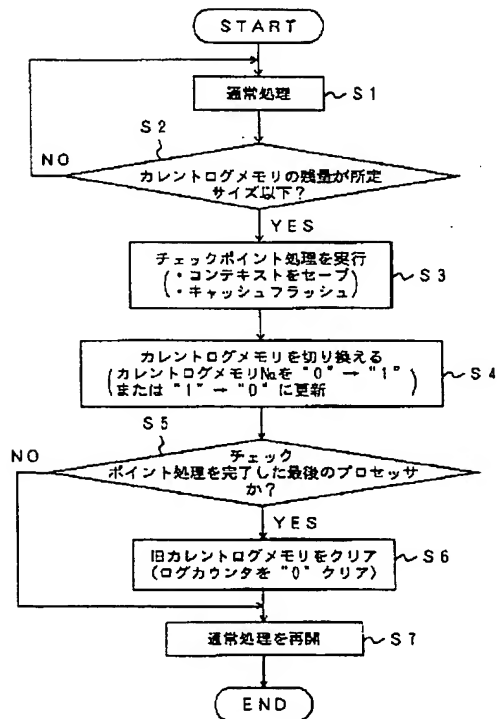 START
通常処理
S1
S2
NO
カレントログメモリの残量が所定
サイズ以下?
YES
チェックポイント処理を実行
(・コンテキストをセーブ
・キャッシュフラッシュ)
S3
カレントログメモリを切り換える
(カレントログメモリNo.を“0”→“1”
または“1”→“0”に更新)
S4
S5
NO
チェック
ポイント処理を完了した最後のプロセッサ
か?
YES
旧カレントログメモリをクリア
(ログカウンタを“0”クリア)
S6
通常処理を再開
S7
END